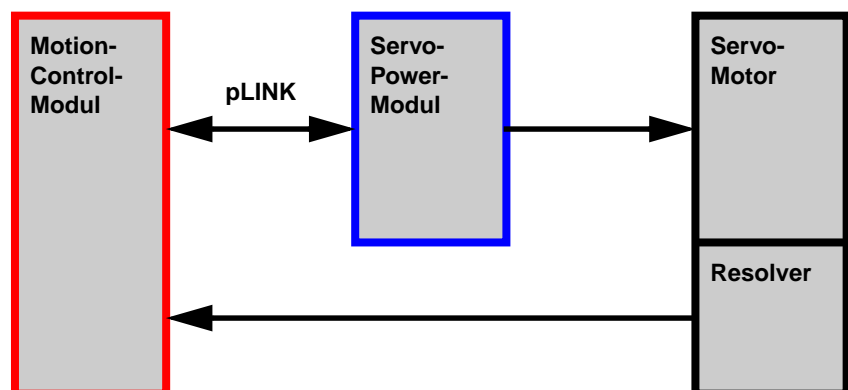 Motion-
Control-
Modul
pLINK
Servo-
Power-
Modul
Servo-
Motor
Resolver